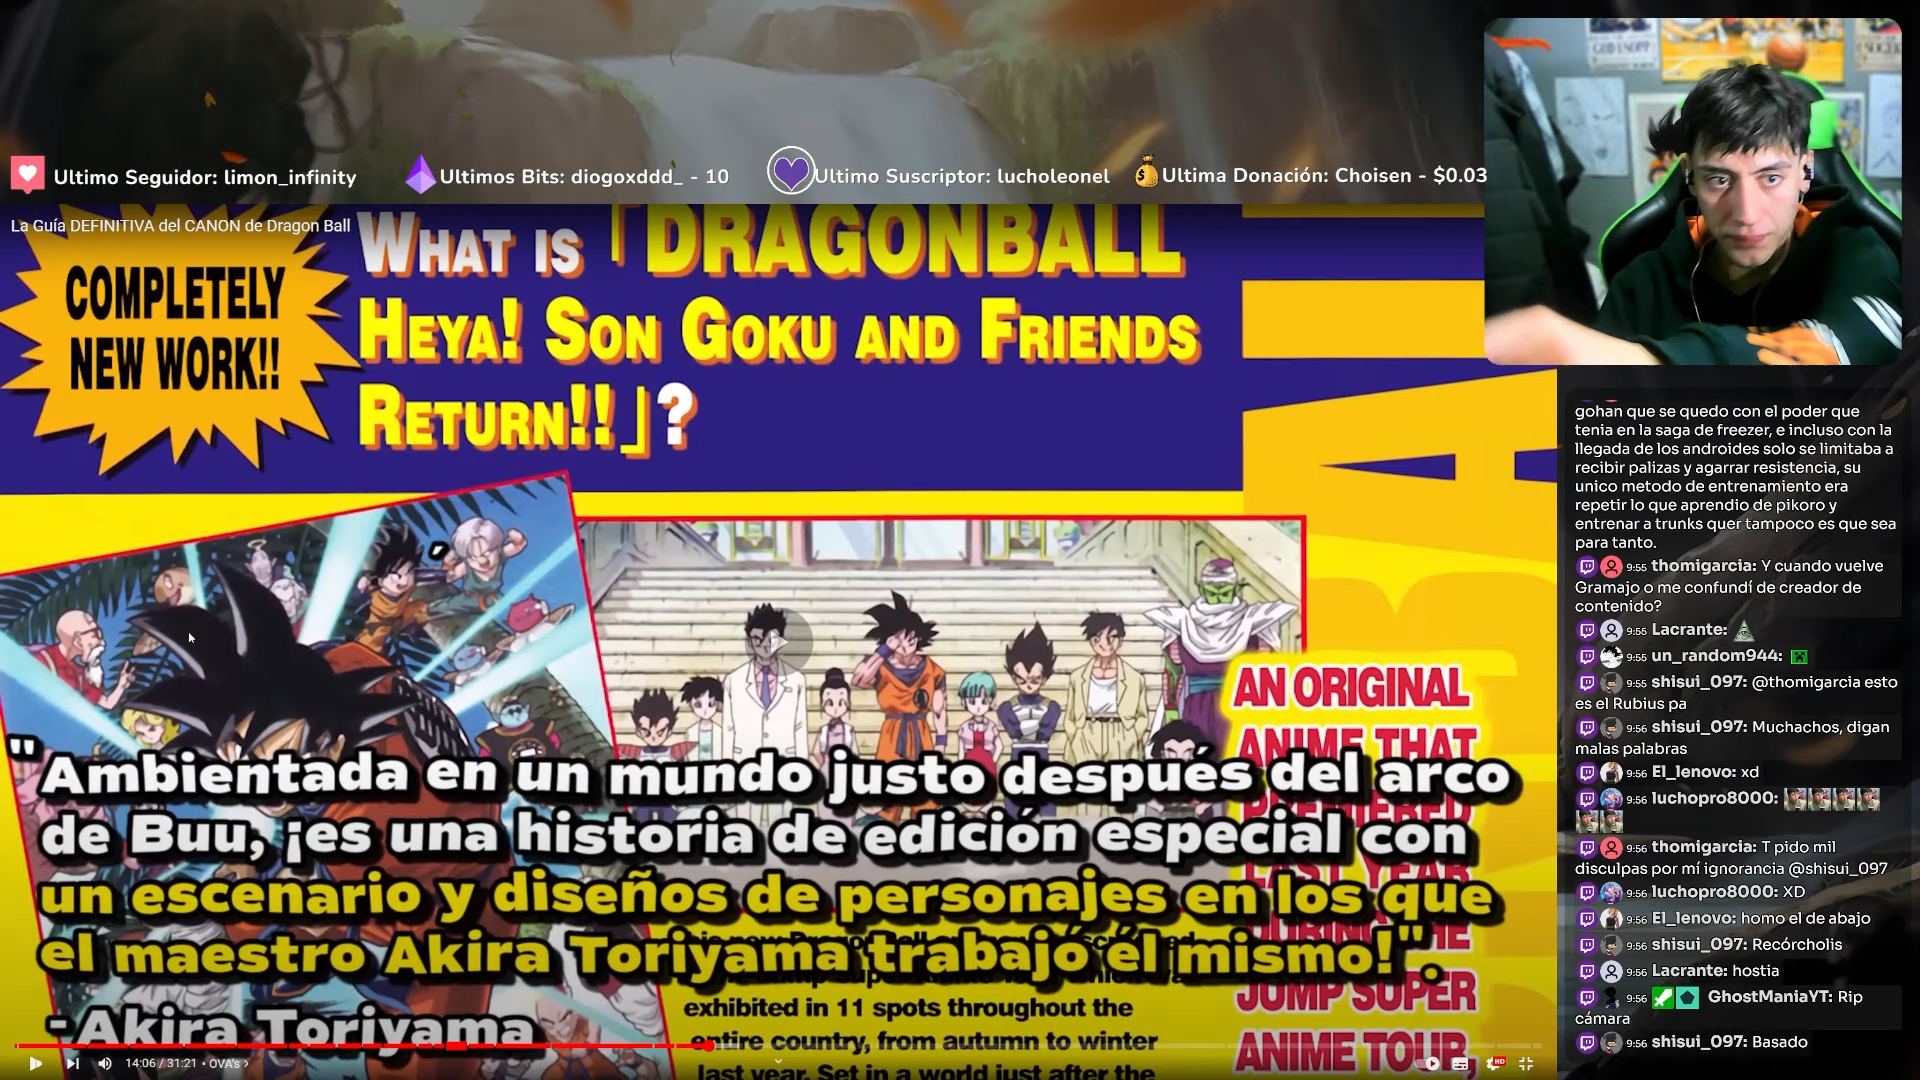 GOD USOPP
Ultimo Seguidor: limon_infinity
Ultimos Bits: diogoxddd_ - 10
Ultimo Suscriptor: lucholeonel
Ultima Donación: Choisen - $0.03
La Guía DEFINITIVA del CANON de Dragon Ball
COMPLETELY
NEW WORK!!
WHAT IS「DRAGONBALL
HEYA! SON GOKU AND FRIENDS
RETURN!!」?
AN ORIGINAL
ANIME THAT
PREMIERED
LAST YEAR
DURING THE
JUMP SUPER
ANIME TOUR,
"Ambientada en un mundo justo después del arco
de Buu, ¡es una historia de edición especial con
un escenario y diseños de personajes en los que
el maestro Akira Toriyama trabajó él mismo!".
-Akira Toriyama
exhibited in 11 spots throughout the
entire country, from autumn to winter
last year. Set in a world just after the
14:06 / 31:21 • OVA's ›
HD
gohan que se quedo con el poder que
tenia en la saga de freezer, e incluso con la
llegada de los androides solo se limitaba a
recibir palizas y agarrar resistencia, su
unico metodo de entrenamiento era
repetir lo que aprendio de pikoro y
entrenar a trunks quer tampoco es que sea
para tanto.
9:55 thomigarcia: Y cuando vuelve
Gramajo o me confundí de creador de
contenido?
9:55 Lacrante:
9:55 un_random944:
9:55 shisui_097: @thomigarcia esto
es el Rubius pa
9:56 shisui_097: Muchachos, digan
malas palabras
9:56 El_lenovo: xd
9:56 luchopro8000:
9:56 thomigarcia: T pido mil
disculpas por mi ignorancia @shisui_097
9:56 luchopro8000: XD
9:56 El_lenovo: homo el de abajo
9:56 shisui_097: Recórcholis
9:56 Lacrante: hostia
9:56 GhostManiaYT: Rip
cámara
9:56 shisui_097: Basado